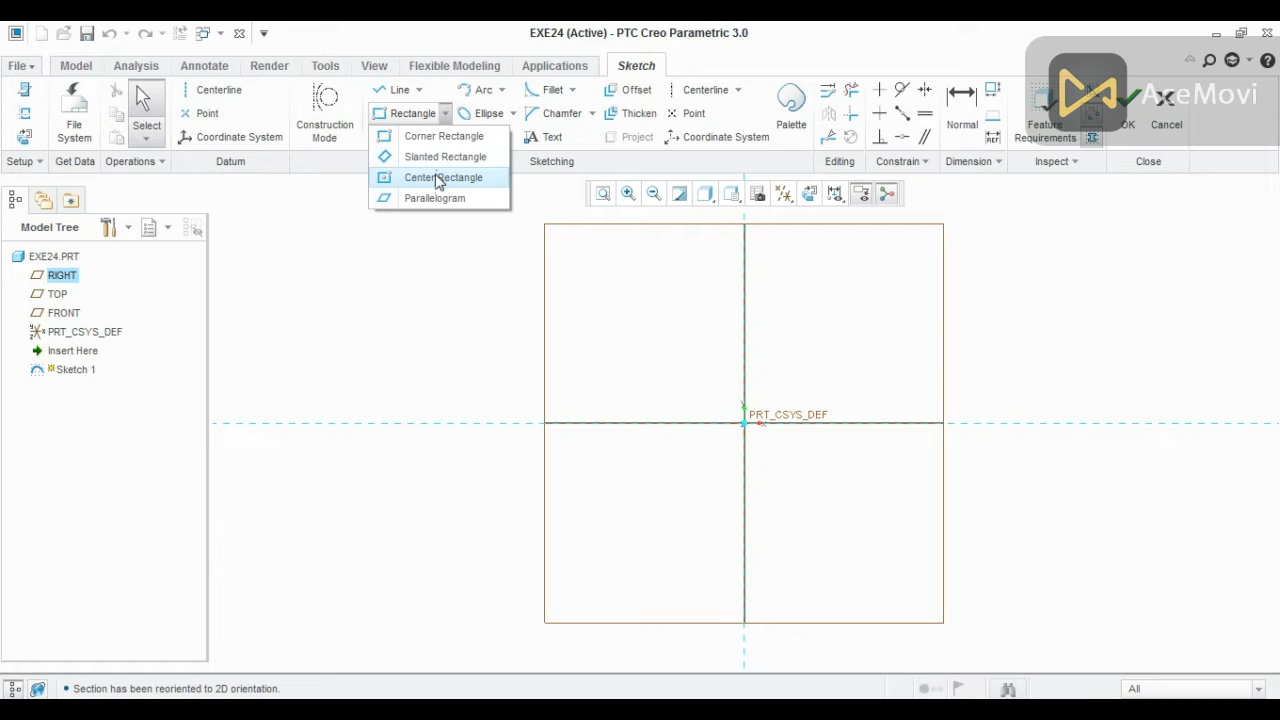 EXE24 (Active) - PTC Creo Parametric 3.0
File Model Analysis Annotate Render Tools View Flexible Modeling Applications Sketch
AceMovi
Centerline Line Arc Fillet Offset Centerline
Rectangle Ellipse Chamfer Thicken Point
Point
Coordinate System Text Project Coordinate System
File System Select Construction Mode Palette Normal Feature Requirements OK Cancel
Setup Get Data Operations Datum Sketching Editing Constrain Dimension Inspect Close
Corner Rectangle
Slanted Rectangle
Center Rectangle
Parallelogram
Model Tree
EXE24.PRT
RIGHT
TOP
FRONT
PRT_CSYS_DEF
Insert Here
Sketch 1
PRT_CSYS_DEF
• Section has been reoriented to 2D orientation.
All